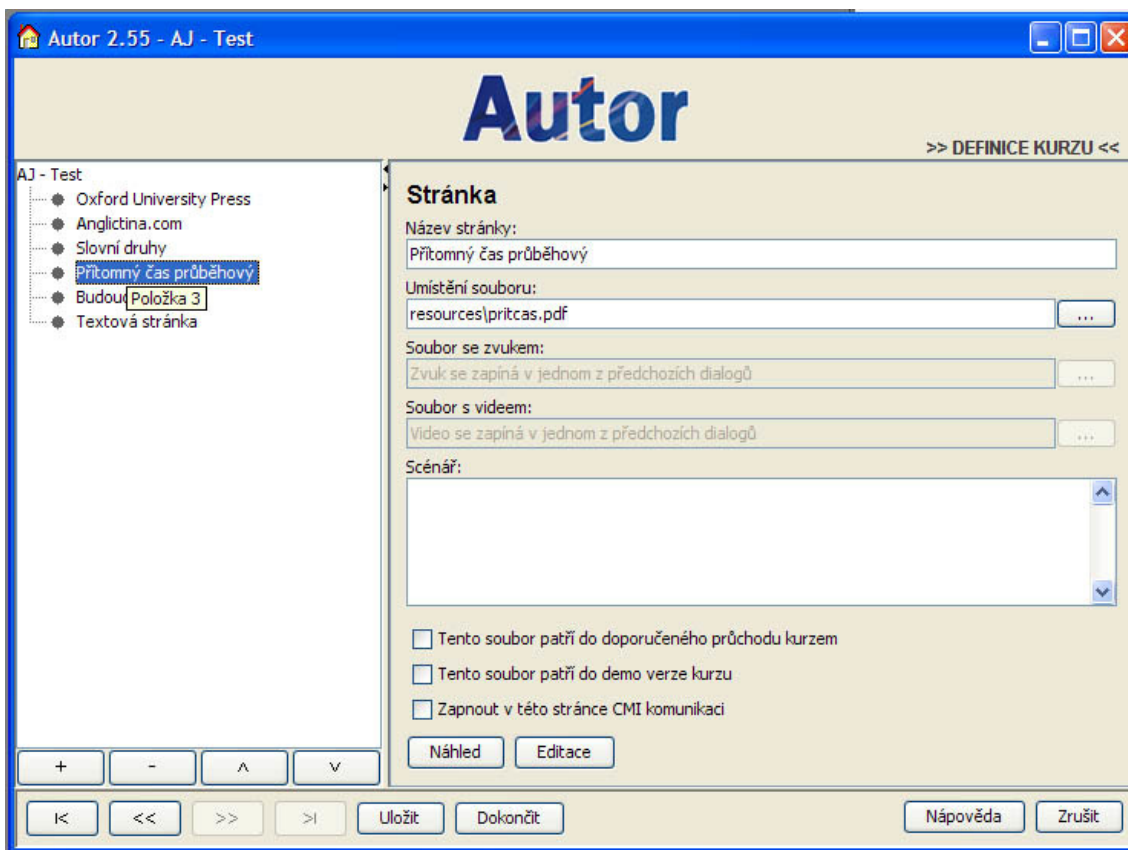 Autor 2.55 - AJ - Test
Autor
>> DEFINICE KURZU <<
AJ - Test
Oxford University Press
Anglictina.com
Slovní druhy
Přítomný čas průběhový
Položka 3
Textová stránka
+
-
^
v
Stránka
Název stránky:
Přítomný čas průběhový
Umístění souboru:
resources\pritcas.pdf
...
Soubor se zvukem:
Zvuk se zapíná v jednom z předchozích dialogů
...
Soubor s videem:
Video se zapíná v jednom z předchozích dialogů
...
Scénář:
Tento soubor patří do doporučeného průchodu kurzem
Tento soubor patří do demo verze kurzu
Zapnout v této stránce CMI komunikaci
Náhled
Editace
|<
<<
>>
>|
Uložit
Dokončit
Nápověda
Zrušit